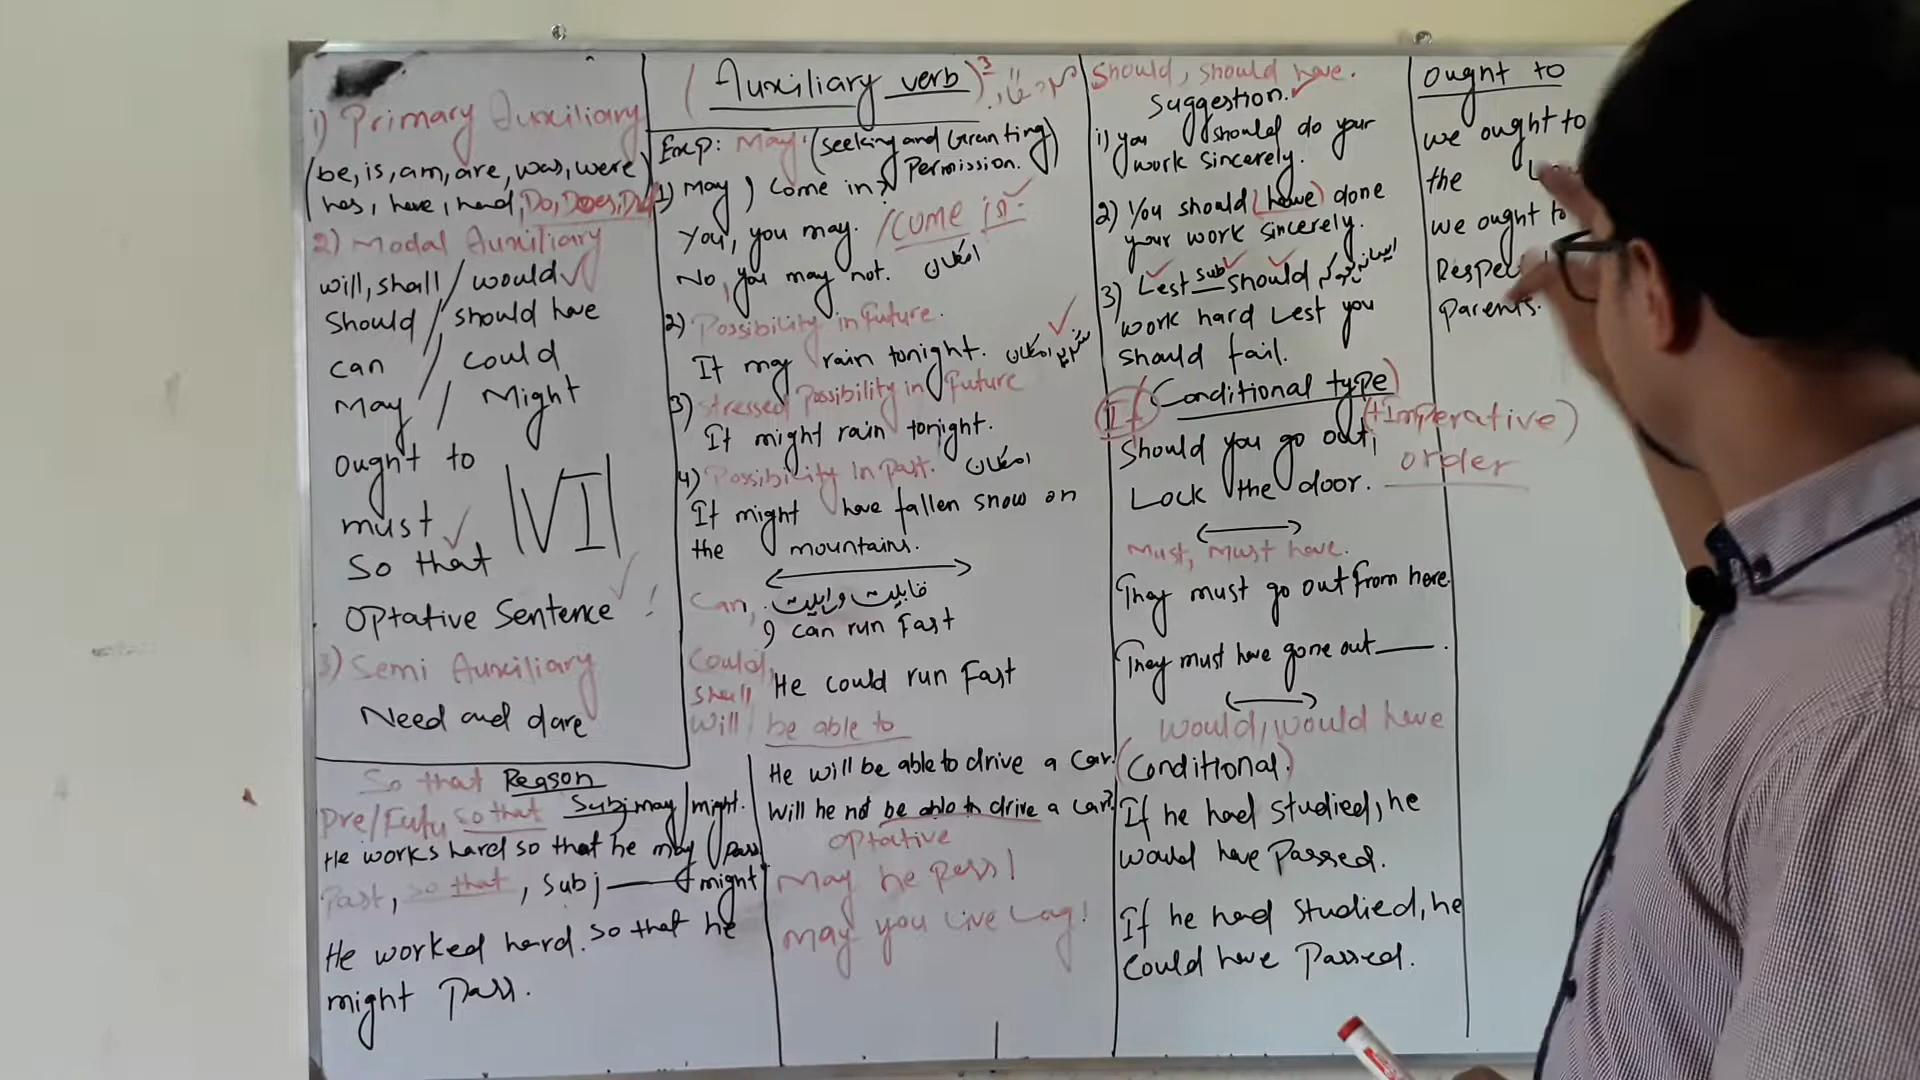 (Auxiliary verb)³
1) Primary Auxiliary
(be, is, am, are, was, were)
has, have, had, Do, Does, Did
2) Modal Auxiliary
will, shall / would
Should / should have
can / could
May / Might
Ought to
must
So that
|VI|
Optative Sentence !
3) Semi Auxiliary
Need and dare
So that Reason
Pre/Futu so that Subj may/might.
He works hard so that he may Pass
Past, so that, Subj — might
He worked hard. so that he
might Pass.
Exp: May: (Seeking and Granting
Permission.)
1) May I come in?
Yes, you may. /come in
No, you may not. امکان
2) Possibility in future.
It may rain tonight. امکان
3) Stressed Possibility in future
It might rain tonight.
4) Possibility In past. امکان
It might have fallen snow on
the mountains.
Can, قابلیت و اہلیت
I can run Fast
Could, He could run Fast
Shall
Will / be able to
He will be able to drive a car.
Will he not be able to drive a car?
Optative
May he pass!
May you Live Long!
Should, should have.
Suggestion.
1) you should do your
work sincerely.
2) You should (have) done
your work sincerely.
3) Lest sub should
work hard Lest you
should fail.
If (Conditional type)
(+Imperative)
Should you go out,
order
Lock the door.
Must, Must have.
They must go out from here
They must have gone out ——.
Would, would have
(Conditional)
If he had studied, he
would have Passed.
If he had studied, he
could have Passed.
Ought to
we ought to
the
we ought to
Respect
Parents.